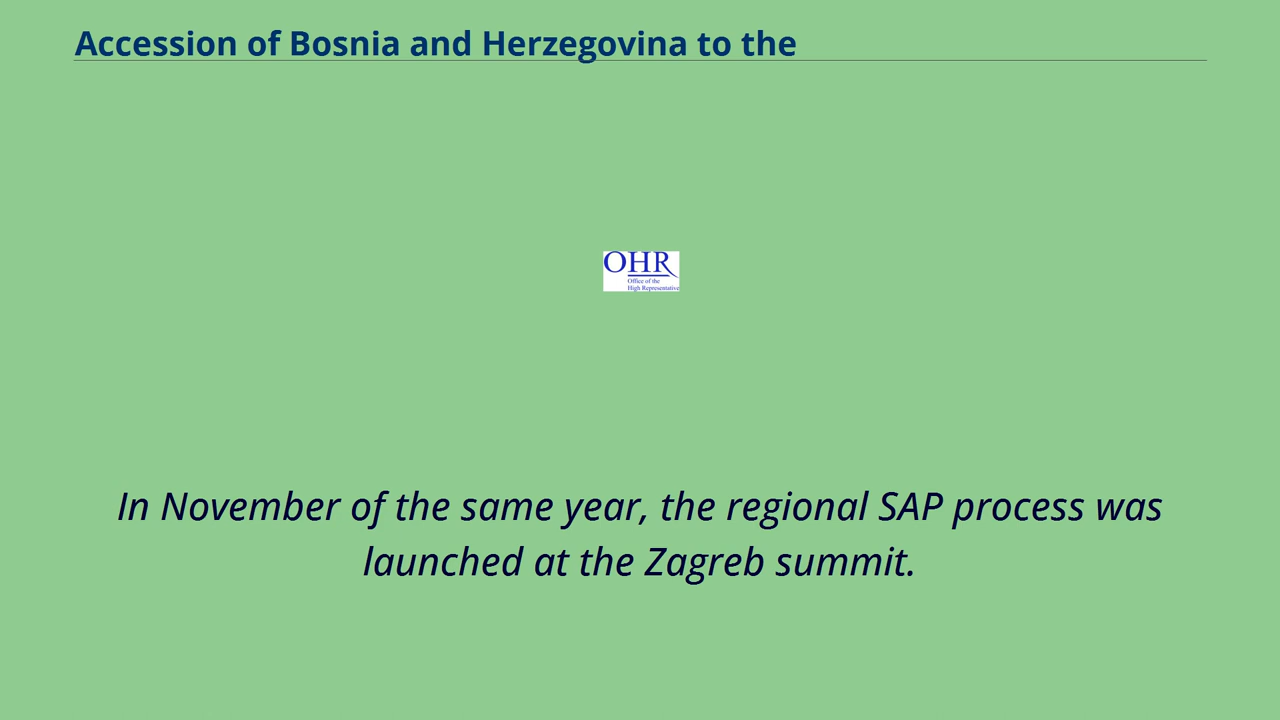 Accession of Bosnia and Herzegovina to the
OHR
Office of the
High Representative
In November of the same year, the regional SAP process was
launched at the Zagreb summit.